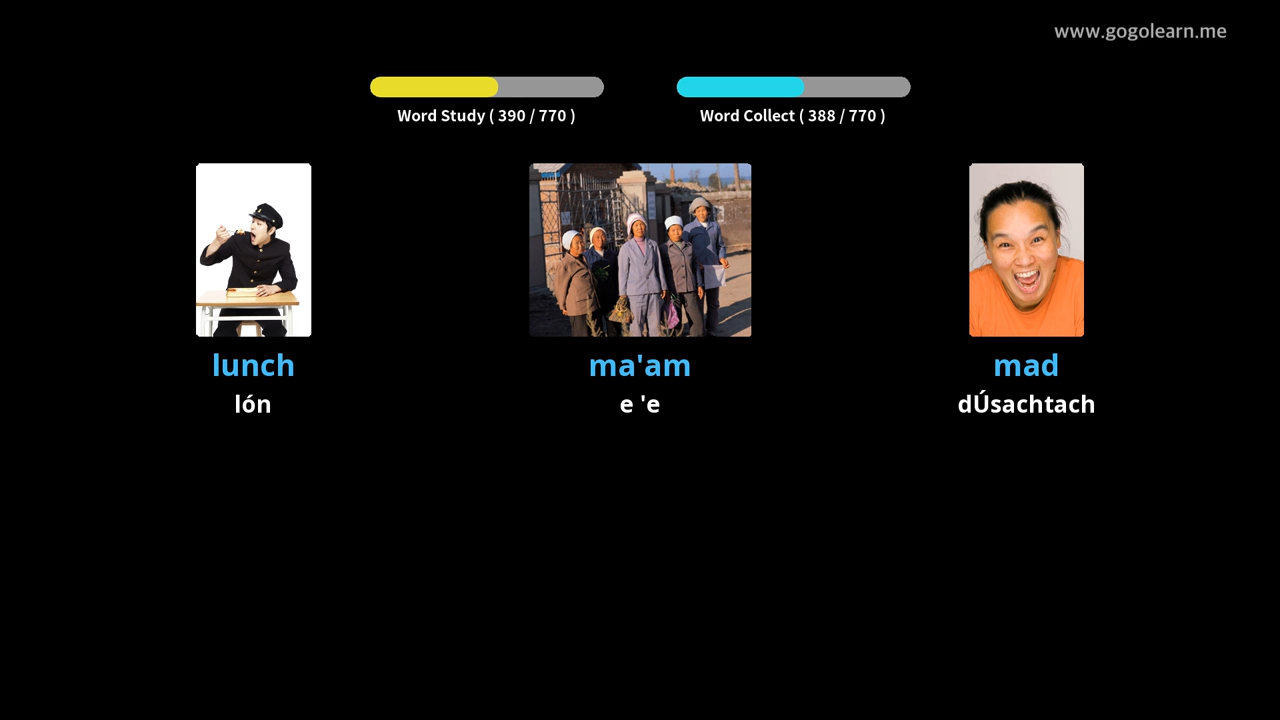 www.gogolearn.me
Word Study ( 390 / 770 )
Word Collect ( 388 / 770 )
lunch
lón
ma'am
e 'e
mad
dÚsachtach